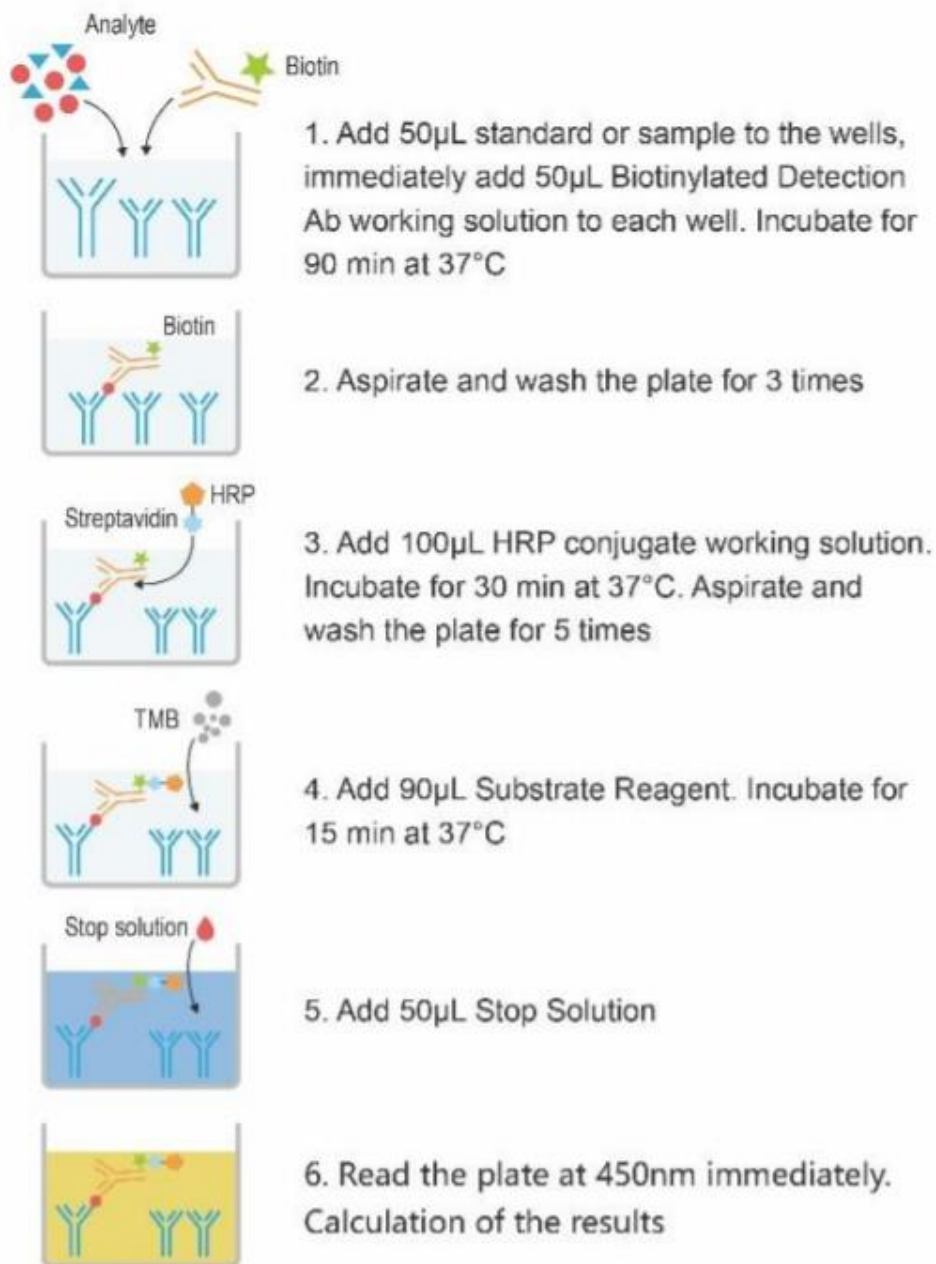 Analyte
Biotin
1. Add 50µL standard or sample to the wells,
immediately add 50µL Biotinylated Detection
Ab working solution to each well. Incubate for
90 min at 37°C
Biotin
2. Aspirate and wash the plate for 3 times
HRP
Streptavidin
3. Add 100µL HRP conjugate working solution.
Incubate for 30 min at 37°C. Aspirate and
wash the plate for 5 times
TMB
4. Add 90µL Substrate Reagent. Incubate for
15 min at 37°C
Stop solution
5. Add 50µL Stop Solution
6. Read the plate at 450nm immediately.
Calculation of the results